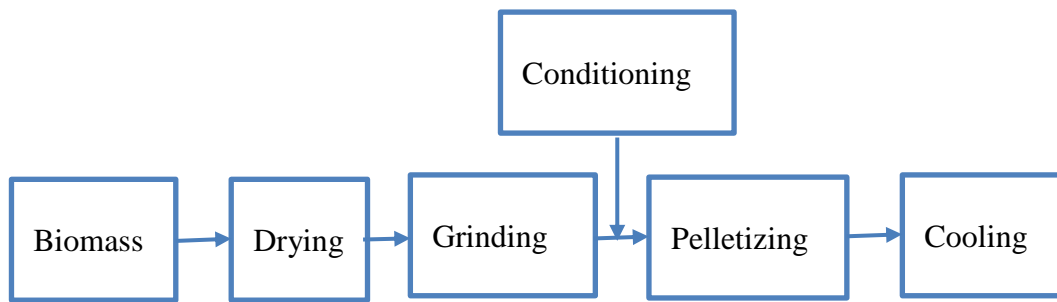 Conditioning
Biomass
Drying
Grinding
Pelletizing
Cooling